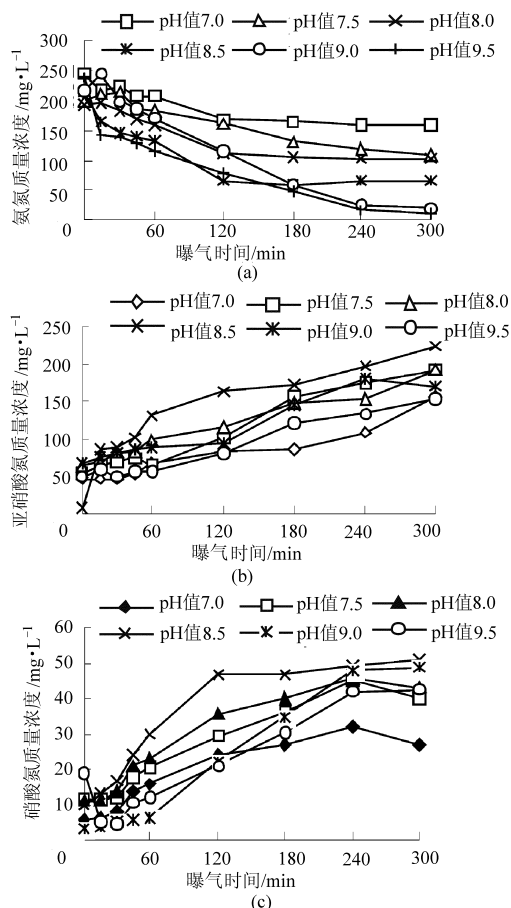 pH值7.0 pH值7.5 pH值8.0
pH值8.5 pH值9.0 pH值9.5
氨氮质量浓度/mg•L⁻¹
300
250
200
150
100
50
0 60 120 180 240 300
曝气时间/min
(a)
pH值7.0 pH值7.5 pH值8.0
pH值8.5 pH值9.0 pH值9.5
亚硝酸氮质量浓度/mg•L⁻¹
250
200
150
100
50
0 60 120 180 240 300
曝气时间/min
(b)
pH值7.0 pH值7.5 pH值8.0
pH值8.5 pH值9.0 pH值9.5
硝酸氮质量浓度/mg•L⁻¹
60
50
40
30
20
10
0 60 120 180 240 300
曝气时间/min
(c)